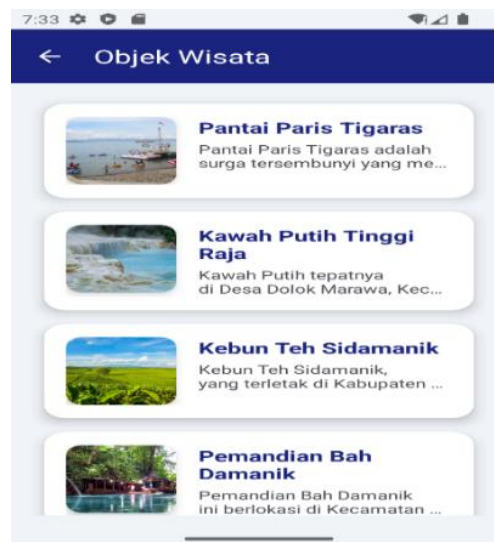 7:33
Objek Wisata
Pantai Paris Tigaras
Pantai Paris Tigaras adalah
surga tersembunyi yang me...
Kawah Putih Tinggi
Raja
Kawah Putih tepatnya
di Desa Dolok Marawa, Kec...
Kebun Teh Sidamanik
Kebun Teh Sidamanik,
yang terletak di Kabupaten ...
Pemandian Bah
Damanik
Pemandian Bah Damanik
ini berlokasi di Kecamatan ...